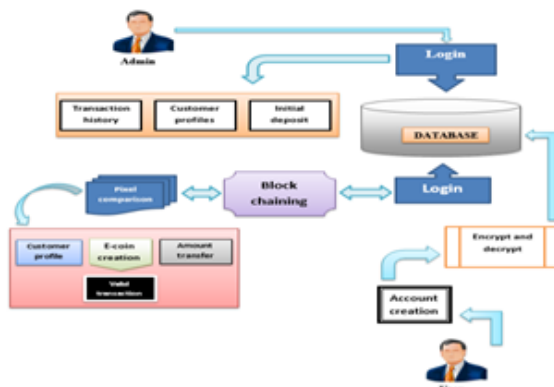 Admin
Login
Transaction
history
Customer
profiles
Initial
deposit
DATABASE
Pixel
comparison
Block
chaining
Login
Customer
profile
E-coin
creation
Amount
transfer
Valid
transaction
Encrypt and
decrypt
Account
creation